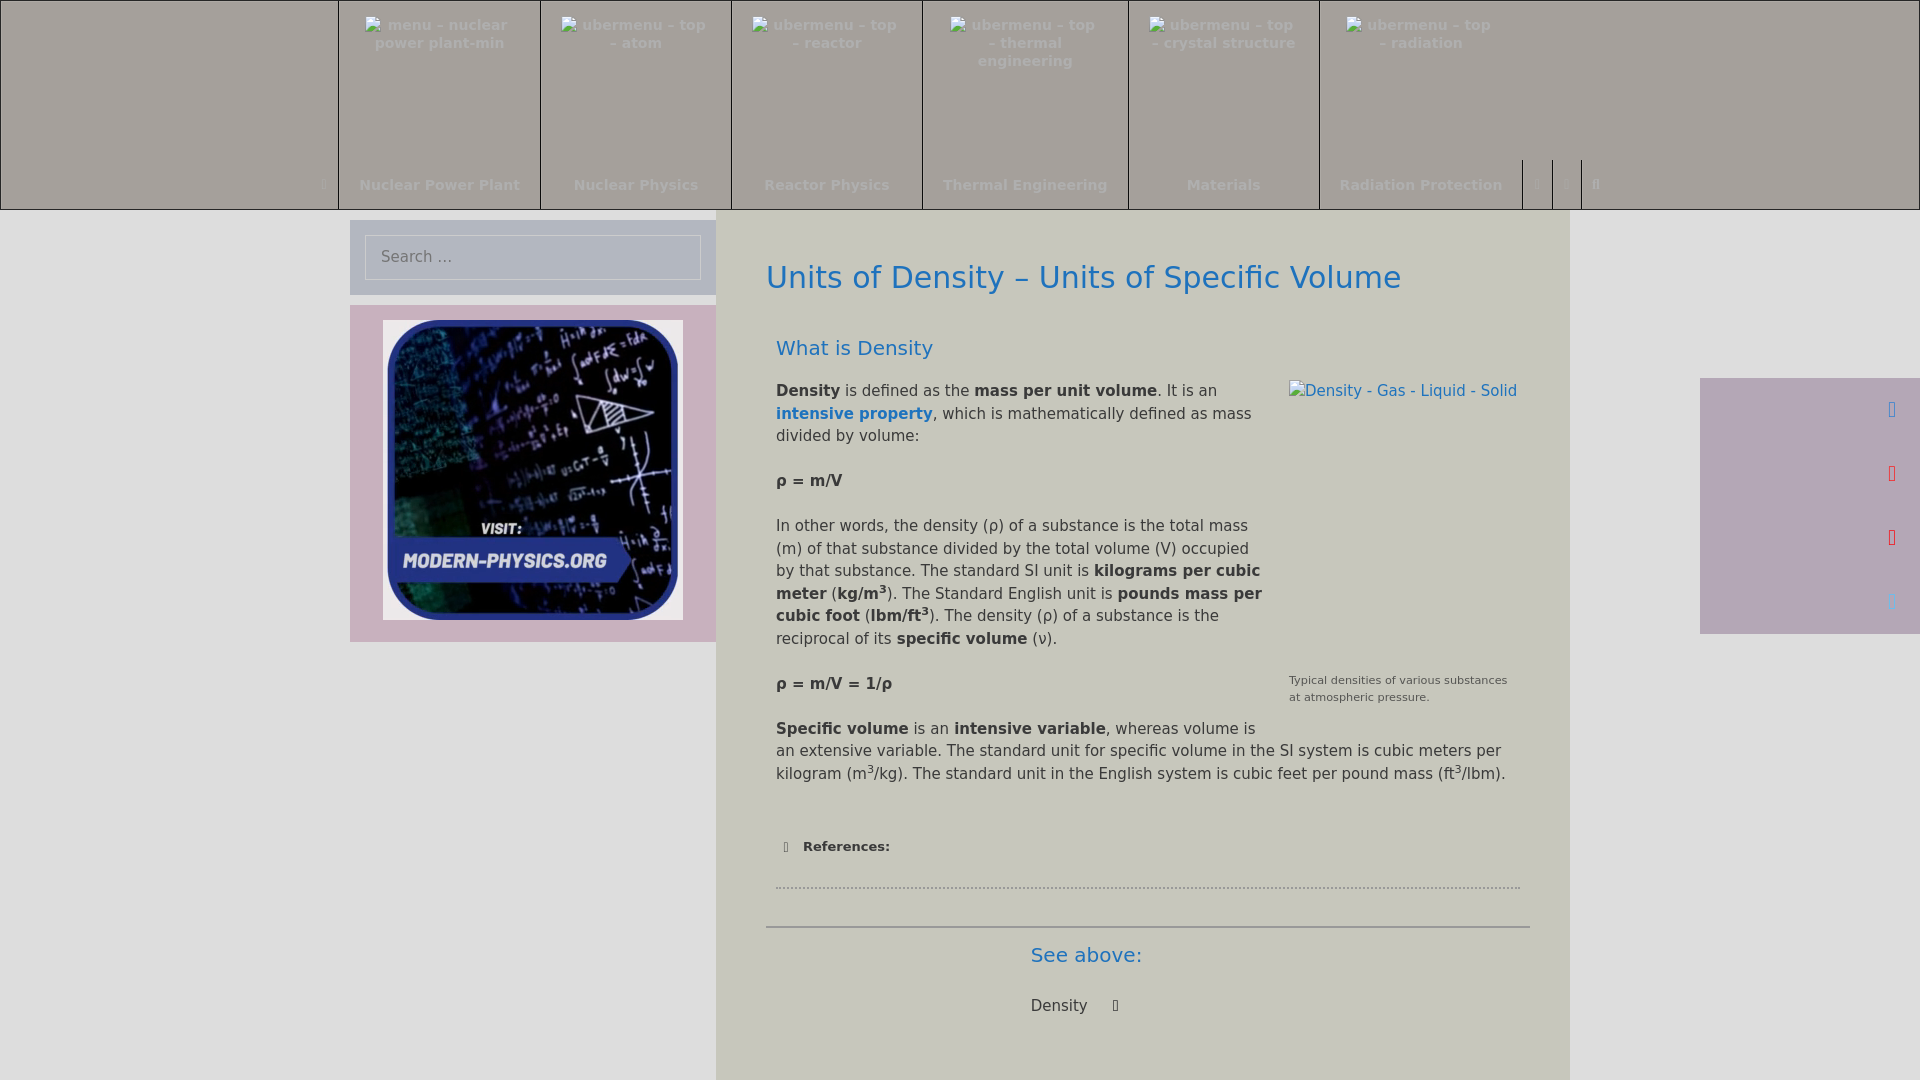 menu – nuclear
power plant-min
ubermenu – top
– atom
ubermenu – top
– reactor
ubermenu – top
– thermal
engineering
ubermenu – top
– crystal structure
ubermenu – top
– radiation
Nuclear Power Plant
Nuclear Physics
Reactor Physics
Thermal Engineering
Materials
Radiation Protection
Search …
VISIT:
MODERN-PHYSICS.ORG
Units of Density – Units of Specific Volume
What is Density
Density is defined as the mass per unit volume. It is an
intensive property, which is mathematically defined as mass
divided by volume:
ρ = m/V
In other words, the density (ρ) of a substance is the total mass
(m) of that substance divided by the total volume (V) occupied
by that substance. The standard SI unit is kilograms per cubic
meter (kg/m³). The Standard English unit is pounds mass per
cubic foot (lbm/ft³). The density (ρ) of a substance is the
reciprocal of its specific volume (ν).
ρ = m/V = 1/ρ
Density - Gas - Liquid - Solid
Typical densities of various substances
at atmospheric pressure.
Specific volume is an intensive variable, whereas volume is
an extensive variable. The standard unit for specific volume in the SI system is cubic meters per
kilogram (m³/kg). The standard unit in the English system is cubic feet per pound mass (ft³/lbm).
References:
See above:
Density